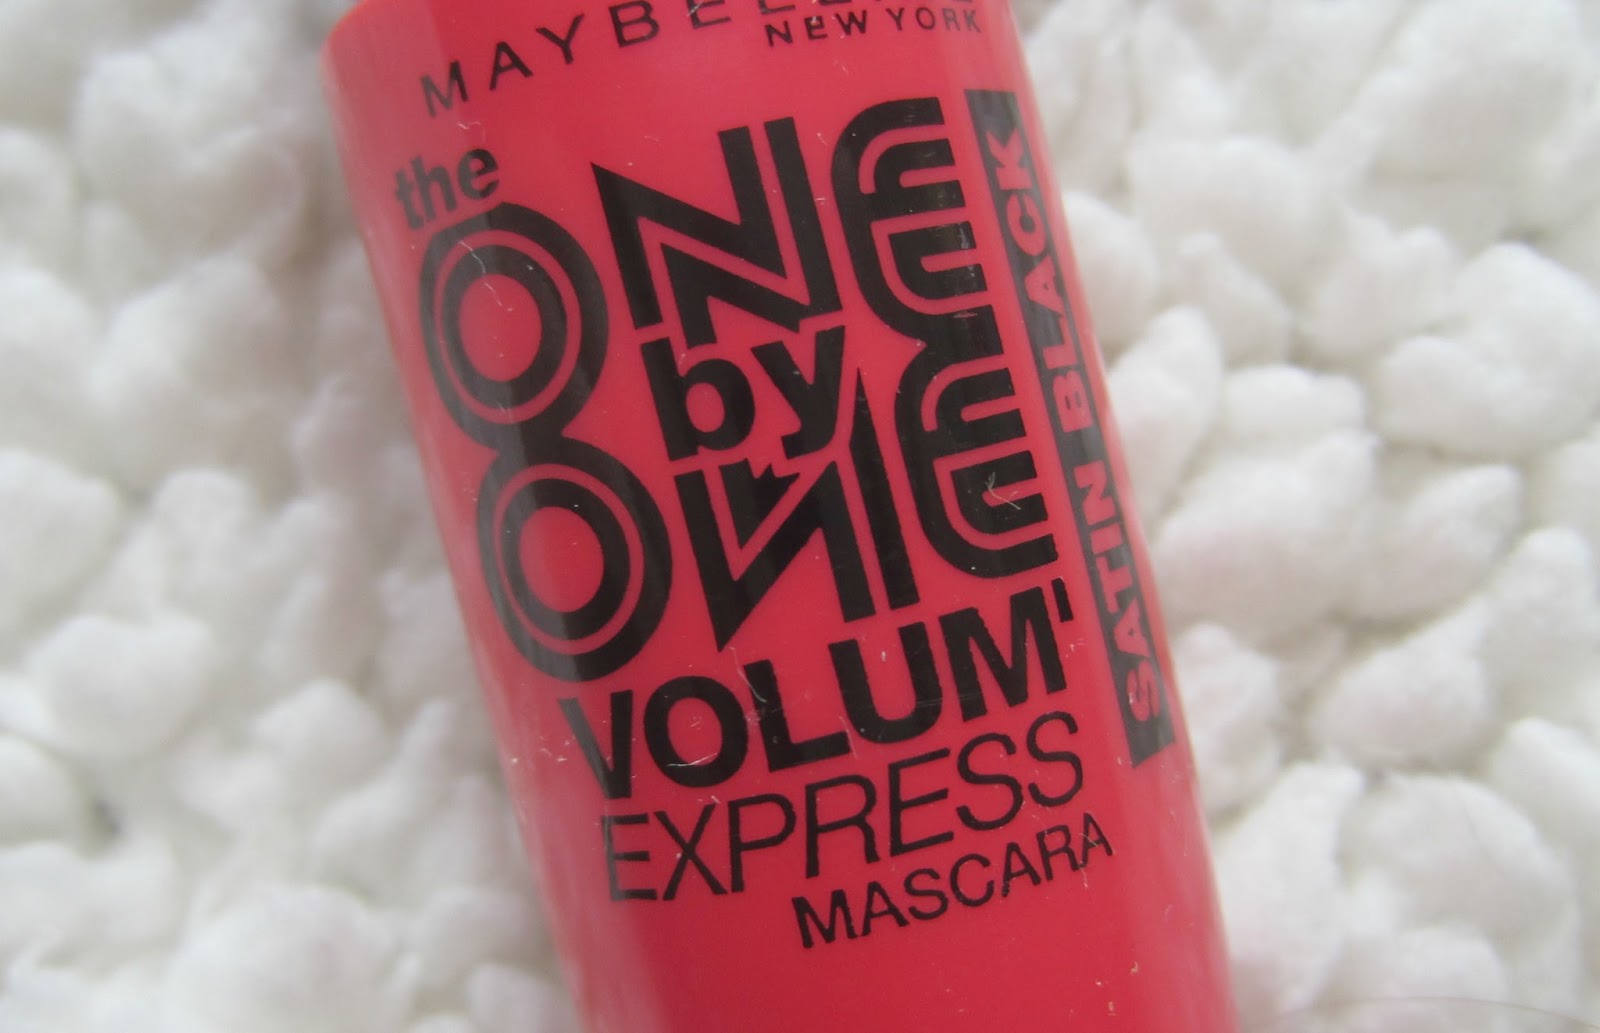 MAYBELLINE
NEW YORK
the
ONE
by
ONE
VOLUM'
EXPRESS
MASCARA
SATIN BLACK